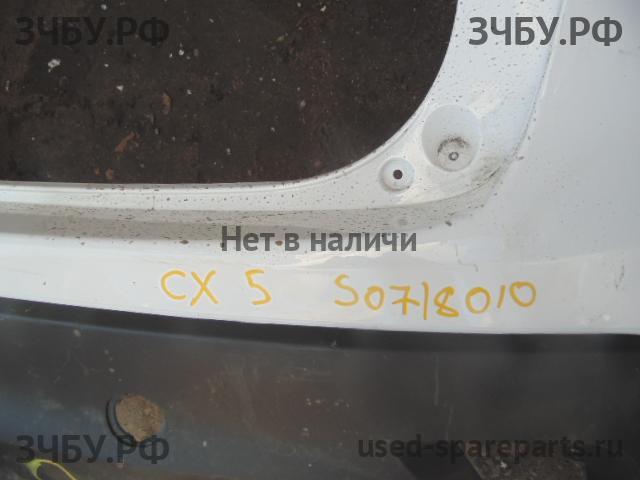 ЗЧБУ.РФ ЗЧБУ.РФ
Нет в наличи
CX 5 S0718010
ЗЧБУ.РФ used-spareparts.ru